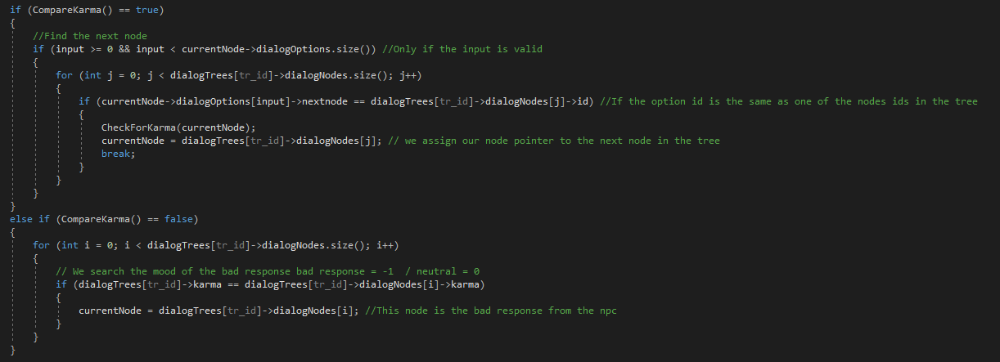 if (CompareKarma() == true)
{
    //Find the next node
    if (input >= 0 && input < currentNode->dialogOptions.size()) //Only if the input is valid
    {
        for (int j = 0; j < dialogTrees[tr_id]->dialogNodes.size(); j++)
        {
            if (currentNode->dialogOptions[input]->nextnode == dialogTrees[tr_id]->dialogNodes[j]->id) //If the option id is the same as one of the nodes ids in the tree
            {
                CheckForKarma(currentNode);
                currentNode = dialogTrees[tr_id]->dialogNodes[j]; // we assign our node pointer to the next node in the tree
                break;
            }
        }
    }
}
else if (CompareKarma() == false)
{
    for (int i = 0; i < dialogTrees[tr_id]->dialogNodes.size(); i++)
    {
        // We search the mood of the bad response bad response = -1  / neutral = 0
        if (dialogTrees[tr_id]->karma == dialogTrees[tr_id]->dialogNodes[i]->karma)
        {
            currentNode = dialogTrees[tr_id]->dialogNodes[i]; //This node is the bad response from the npc
        }
    }
}